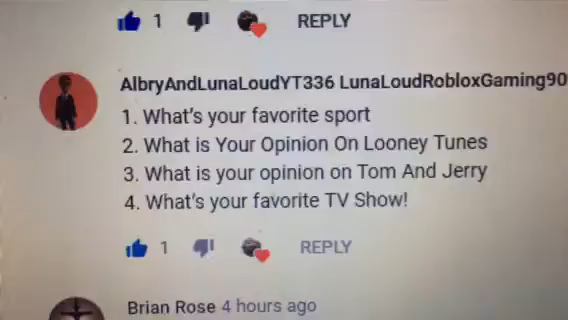 1 REPLY
AlbryAndLunaLoudYT336 LunaLoudRobloxGaming90
1. What's your favorite sport
2. What is Your Opinion On Looney Tunes
3. What is your opinion on Tom And Jerry
4. What's your favorite TV Show!
1 REPLY
Brian Rose 4 hours ago